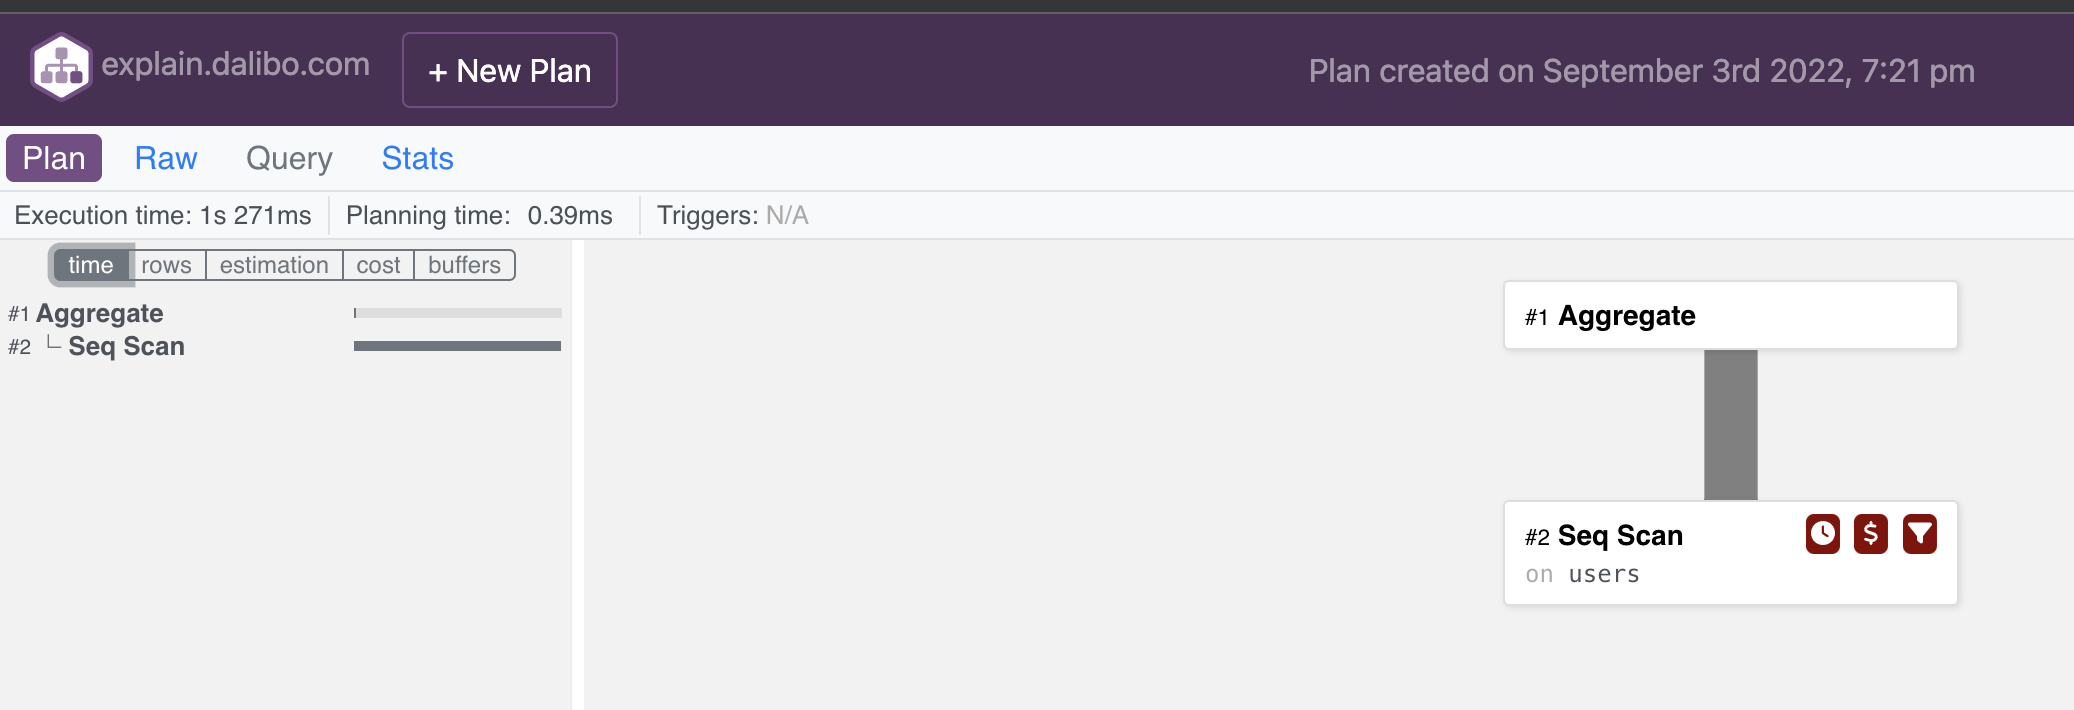 explain.dalibo.com
+ New Plan
Plan created on September 3rd 2022, 7:21 pm
Plan Raw Query Stats
Execution time: 1s 271ms Planning time: 0.39ms Triggers: N/A
time rows estimation cost buffers
#1 Aggregate
#2 └ Seq Scan
#1 Aggregate
#2 Seq Scan $
on users